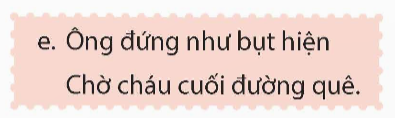 e. Ông đứng như bụt hiện
Chờ cháu cuối đường quê.